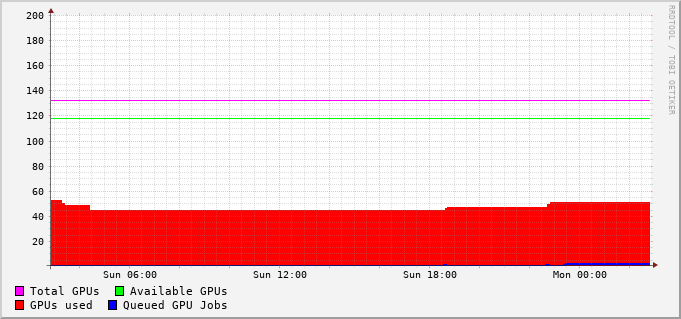 200
180
160
140
120
100
80
60
40
20
Sun 06:00 Sun 12:00 Sun 18:00 Mon 00:00
Total GPUs Available GPUs
GPUs used Queued GPU Jobs
RRDTOOL / TOBI OETIKER